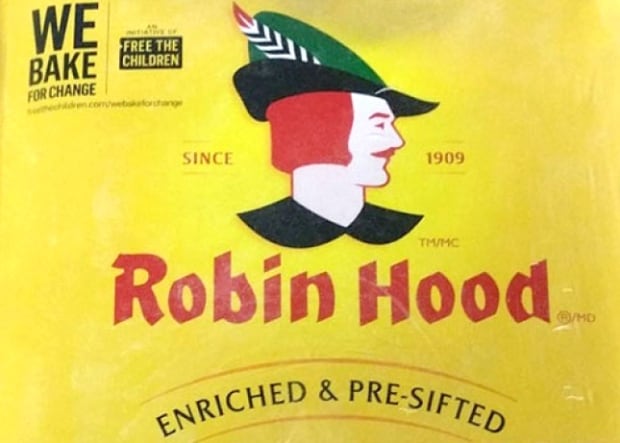 WE
BAKE
FOR CHANGE
AN
INITIATIVE OF
FREE THE
CHILDREN
freethechildren.com/webakeforchange
SINCE
1909
TM/MC
Robin Hood
®/MD
ENRICHED & PRE-SIFTED